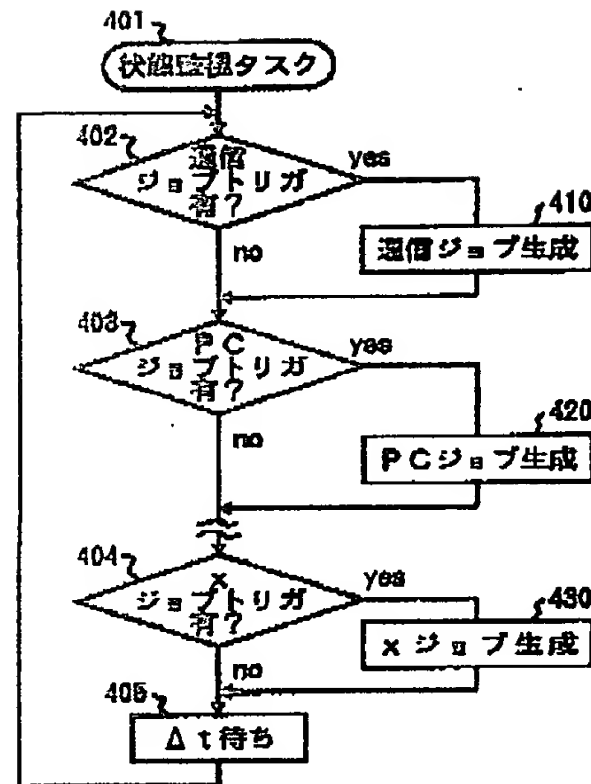 401
状態監視タスク
402
通信
ジョブトリガ
有?
yes
410
通信ジョブ生成
no
403
PC
ジョブトリガ
有?
yes
420
PCジョブ生成
no
404
x
ジョブトリガ
有?
yes
430
xジョブ生成
no
405
Δt待ち